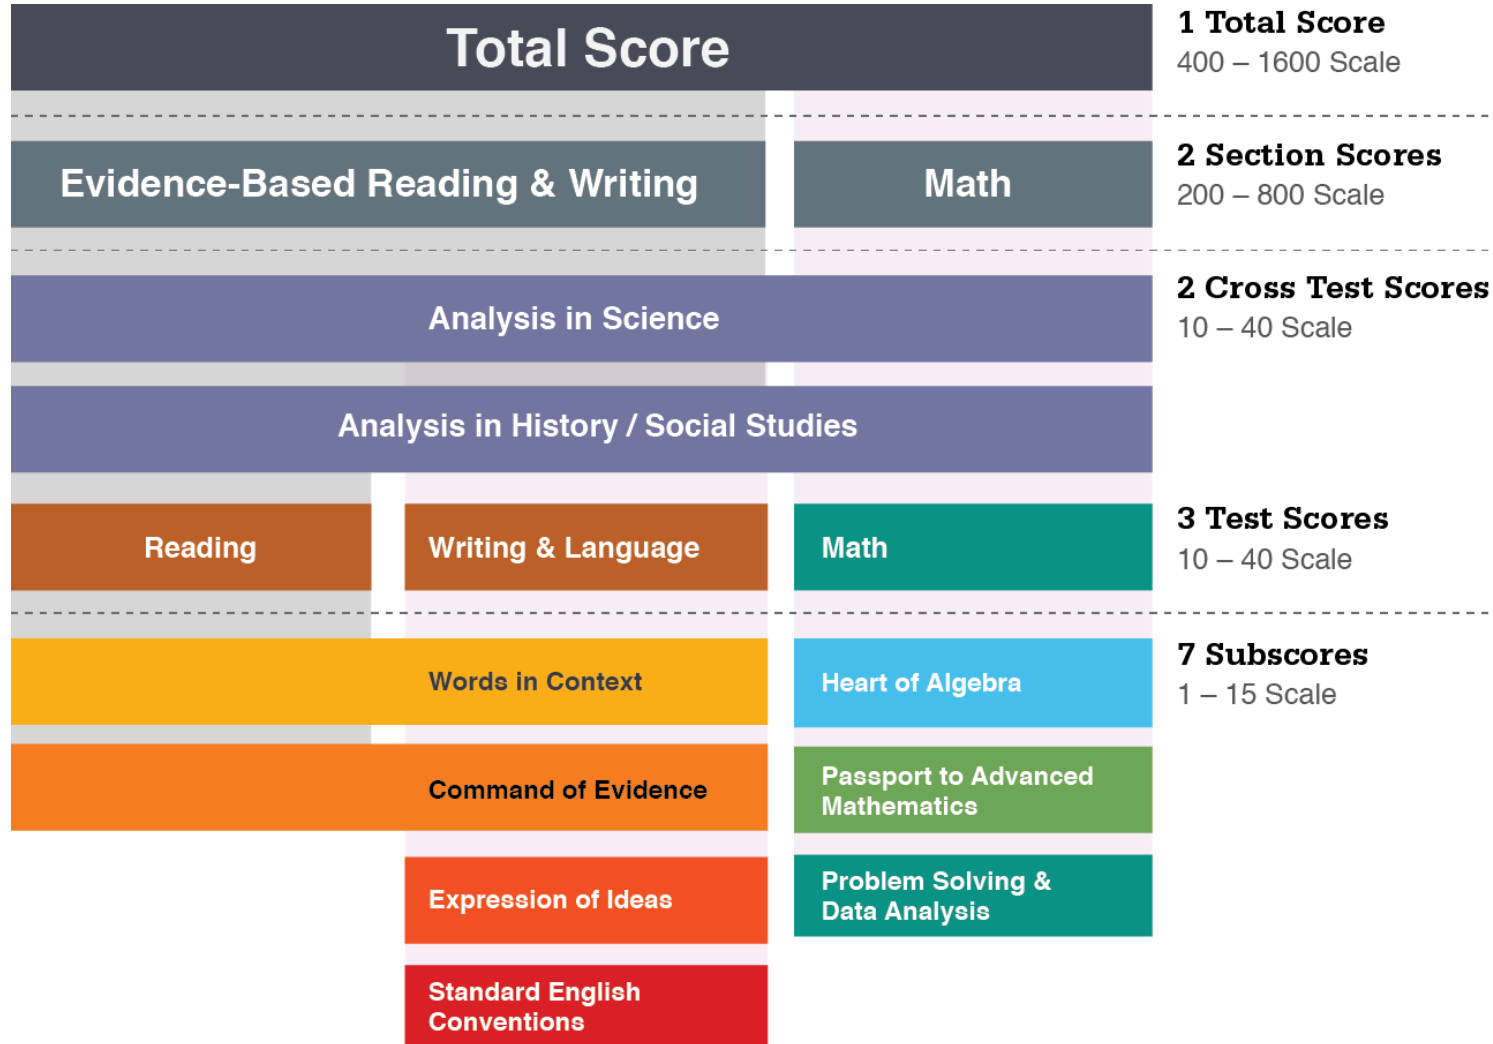 Total Score
1 Total Score
400 – 1600 Scale
Evidence-Based Reading & Writing
Math
2 Section Scores
200 – 800 Scale
Analysis in Science
2 Cross Test Scores
10 – 40 Scale
Analysis in History / Social Studies
Reading
Writing & Language
Math
3 Test Scores
10 – 40 Scale
Words in Context
Heart of Algebra
7 Subscores
1 – 15 Scale
Command of Evidence
Passport to Advanced
Mathematics
Expression of Ideas
Problem Solving &
Data Analysis
Standard English
Conventions